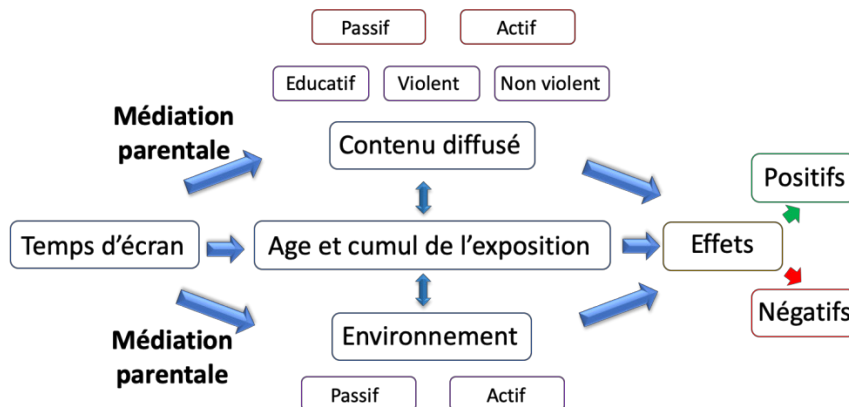 Passif
Actif
Educatif
Violent
Non violent
Médiation
parentale
Contenu diffusé
Positifs
Temps d’écran
Age et cumul de l’exposition
Effets
Négatifs
Médiation
parentale
Environnement
Passif
Actif